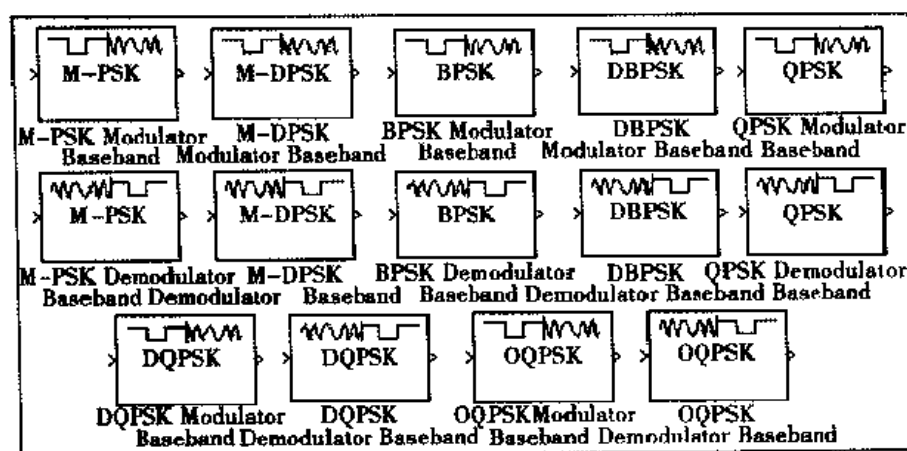 M-PSK M-DPSK BPSK DBPSK QPSK
M-PSK Modulator M-DPSK BPSK Modulator DBPSK QPSK Modulator
Baseband Modulator Baseband Baseband Modulator Baseband Baseband
M-PSK M-DPSK BPSK DBPSK QPSK
M-PSK Demodulator M-DPSK BPSK Demodulator DBPSK QPSK Demodulator
Baseband Demodulator Baseband Baseband Demodulator Baseband Baseband
DQPSK DQPSK OQPSK OQPSK
DQPSK Modulator DQPSK OQPSKModulator OQPSK
Baseband Demodulator Baseband Baseband Demodulator Baseband